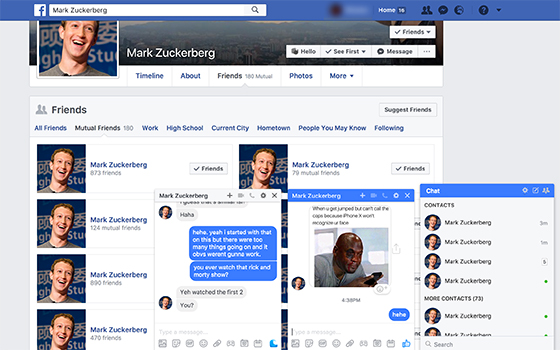 f Mark Zuckerberg
Home 16
Mark Zuckerberg
Hello
See First
Message
Friends
Timeline
About
Friends 180 Mutual
Photos
More
Friends
Suggest Friends
All Friends
Mutual Friends 180
Work
High School
Current City
Hometown
People You May Know
Following
Mark Zuckerberg
873 friends
Friends
Mark Zuckerberg
79 mutual friends
Friends
Mark Zuckerberg
124 mutual friends
Mark Zuckerberg
890 friends
Mark Zuckerberg
470 friends
Mark Zuckerberg
Haha
hehe. yeah I started with that
on this but there were too
many things going on and it
obvs werent gunna work.
you ever watch that rick and
morty show?
Yeh watched the first 2
You?
Type a message...
Mark Zuckerberg
When u get jumped but can't call the
cops because iPhone X won't
recognize ur face
4:38PM
hehe
Type a message...
Chat
CONTACTS
Mark Zuckerberg 3m
Mark Zuckerberg 1m
Mark Zuckerberg
Mark Zuckerberg
MORE CONTACTS (73)
Mark Zuckerberg
Search